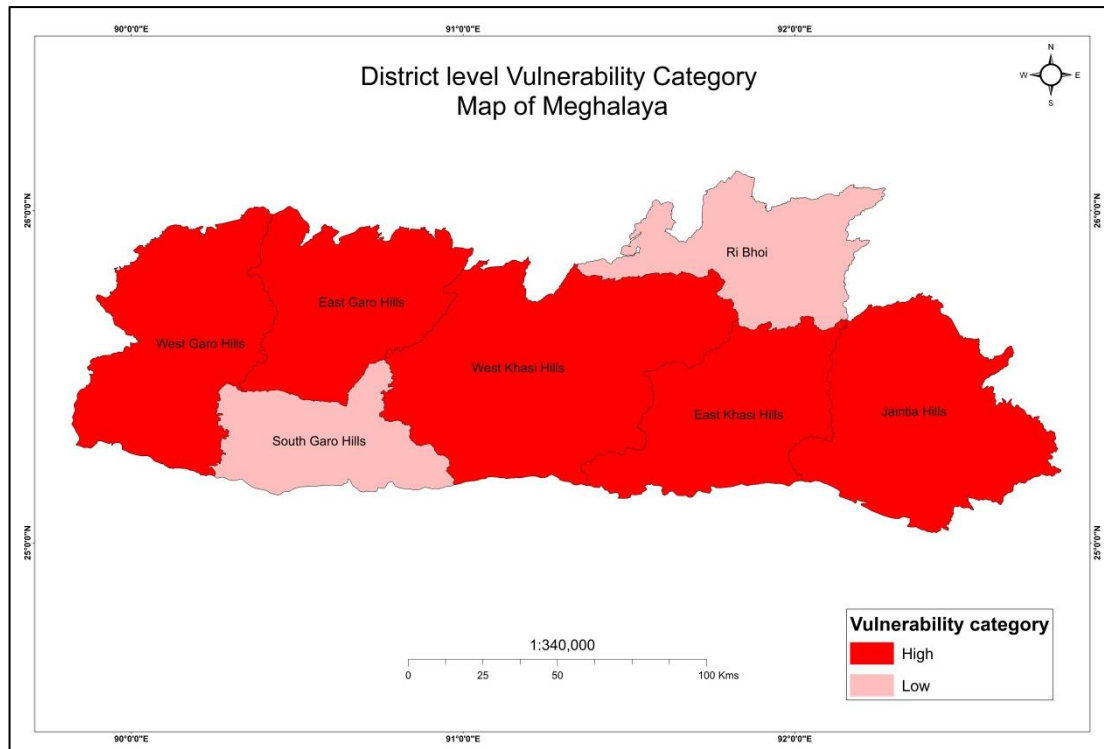 90°0'0"E
91°0'0"E
92°0'0"E
District level Vulnerability Category
Map of Meghalaya
N
W
E
S
26°0'0"N
26°0'0"N
Ri Bhoi
East Garo Hills
West Garo Hills
West Khasi Hills
East Khasi Hills
Jaintia Hills
South Garo Hills
25°0'0"N
25°0'0"N
1:340,000
0 25 50 100 Kms
Vulnerability category
High
Low
90°0'0"E
91°0'0"E
92°0'0"E